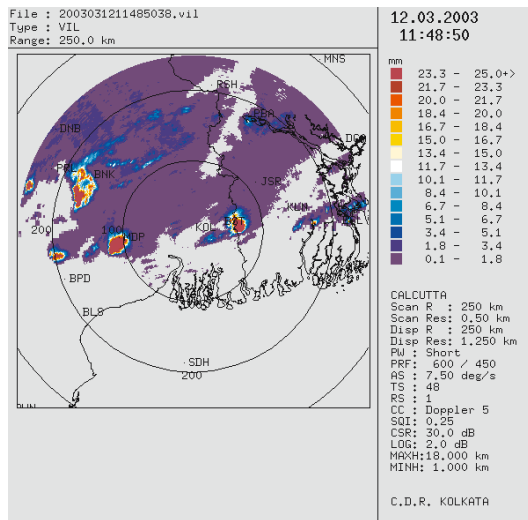 File : 2003031211485038.vil
Type : VIL
Range: 250.0 km
12.03.2003
11:48:50
mm
23.3 - 25.0+>
21.7 - 23.3
20.0 - 21.7
18.4 - 20.0
16.7 - 18.4
15.0 - 16.7
13.4 - 15.0
11.7 - 13.4
10.1 - 11.7
8.4 - 10.1
6.7 - 8.4
5.1 - 6.7
3.4 - 5.1
1.8 - 3.4
0.1 - 1.8
MNS
RSH
DNB
BNK
JSR
200
100
MDP
KOL
BPD
BLS
SDH
200
CALCUTTA
Scan R : 250 km
Scan Res: 0.50 km
Disp R : 250 km
Disp Res: 1.250 km
PW : Short
PRF: 600 / 450
AS : 7.50 deg/s
TS : 48
RS : 1
CC : Doppler 5
SQI: 0.25
CSR: 30.0 dB
LOG: 2.0 dB
MAXH:18.000 km
MINH: 1.000 km
C.D.R. KOLKATA